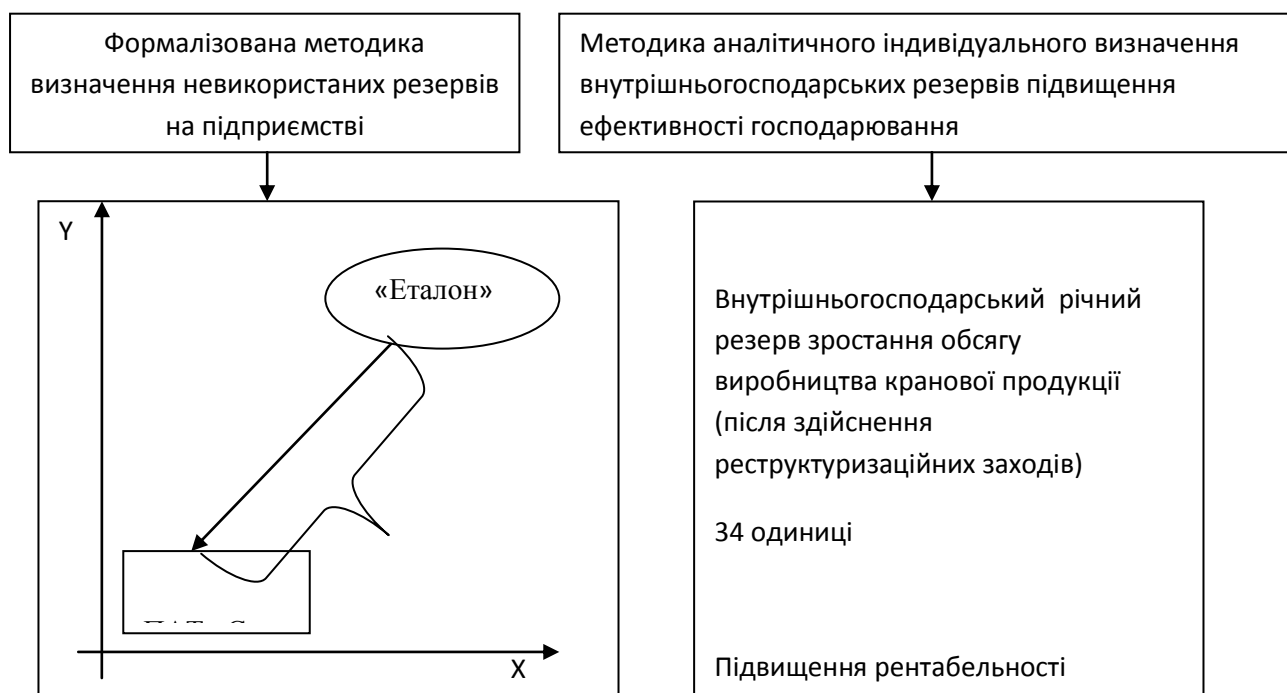 Формалізована методика
визначення невикористаних резервів
на підприємстві
Методика аналітичного індивідуального визначення
внутрішньогосподарських резервів підвищення
ефективності господарювання
Y
«Еталон»
X
Внутрішньогосподарський річний
резерв зростання обсягу
виробництва кранової продукції
(після здійснення
реструктуризаційних заходів)
34 одиниці
Підвищення рентабельності